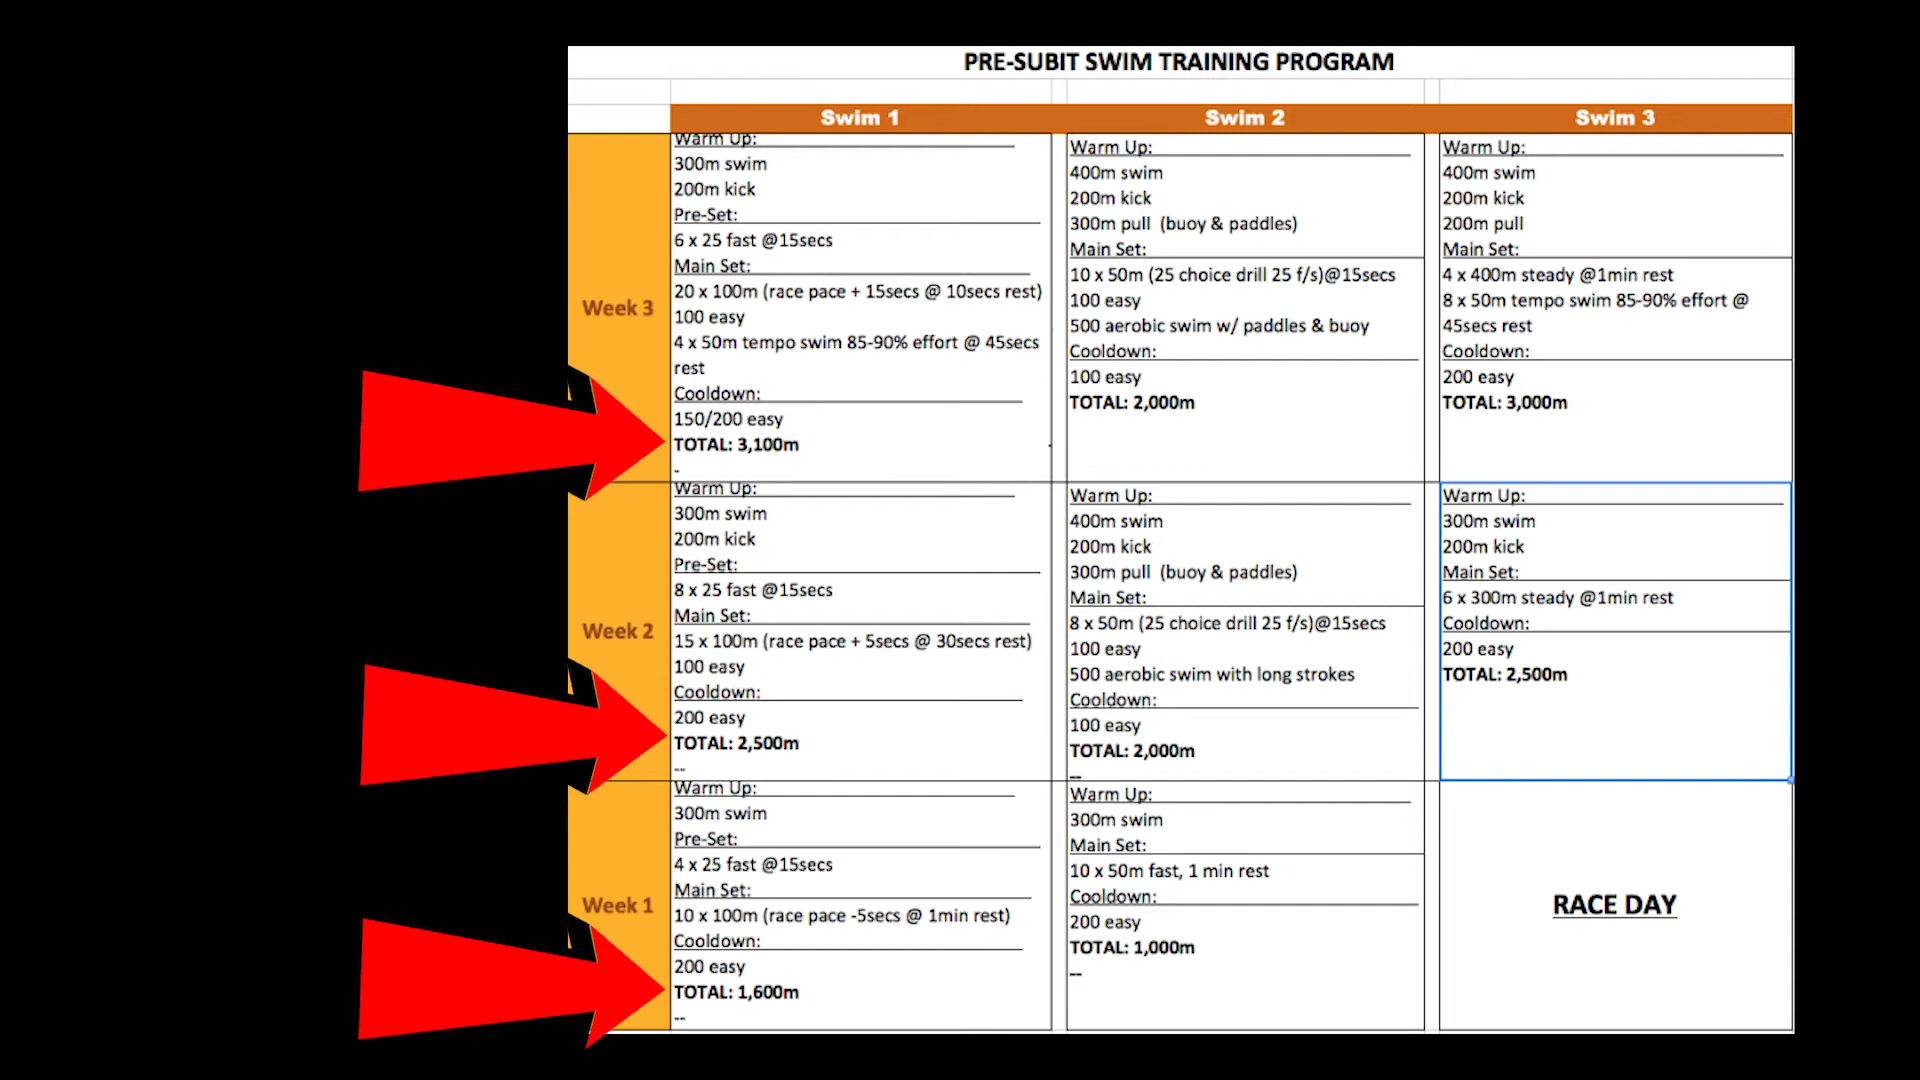 PRE-SUBIT SWIM TRAINING PROGRAM
Swim 1
Swim 2
Swim 3
Week 3
Warm Up:
300m swim
200m kick
Pre-Set:
6 x 25 fast @15secs
Main Set:
20 x 100m (race pace + 15secs @ 10secs rest)
100 easy
4 x 50m tempo swim 85-90% effort @ 45secs
rest
Cooldown:
150/200 easy
TOTAL: 3,100m
-
Warm Up:
400m swim
200m kick
300m pull (buoy & paddles)
Main Set:
10 x 50m (25 choice drill 25 f/s)@15secs
100 easy
500 aerobic swim w/ paddles & buoy
Cooldown:
100 easy
TOTAL: 2,000m
Warm Up:
400m swim
200m kick
200m pull
Main Set:
4 x 400m steady @1min rest
8 x 50m tempo swim 85-90% effort @
45secs rest
Cooldown:
200 easy
TOTAL: 3,000m
Week 2
Warm Up:
300m swim
200m kick
Pre-Set:
8 x 25 fast @15secs
Main Set:
15 x 100m (race pace + 5secs @ 30secs rest)
100 easy
Cooldown:
200 easy
TOTAL: 2,500m
--
Warm Up:
400m swim
200m kick
300m pull (buoy & paddles)
Main Set:
8 x 50m (25 choice drill 25 f/s)@15secs
100 easy
500 aerobic swim with long strokes
Cooldown:
100 easy
TOTAL: 2,000m
--
Warm Up:
300m swim
200m kick
Main Set:
6 x 300m steady @1min rest
Cooldown:
200 easy
TOTAL: 2,500m
Week 1
Warm Up:
300m swim
Pre-Set:
4 x 25 fast @15secs
Main Set:
10 x 100m (race pace -5secs @ 1min rest)
Cooldown:
200 easy
TOTAL: 1,600m
--
Warm Up:
300m swim
Main Set:
10 x 50m fast, 1 min rest
Cooldown:
200 easy
TOTAL: 1,000m
--
RACE DAY